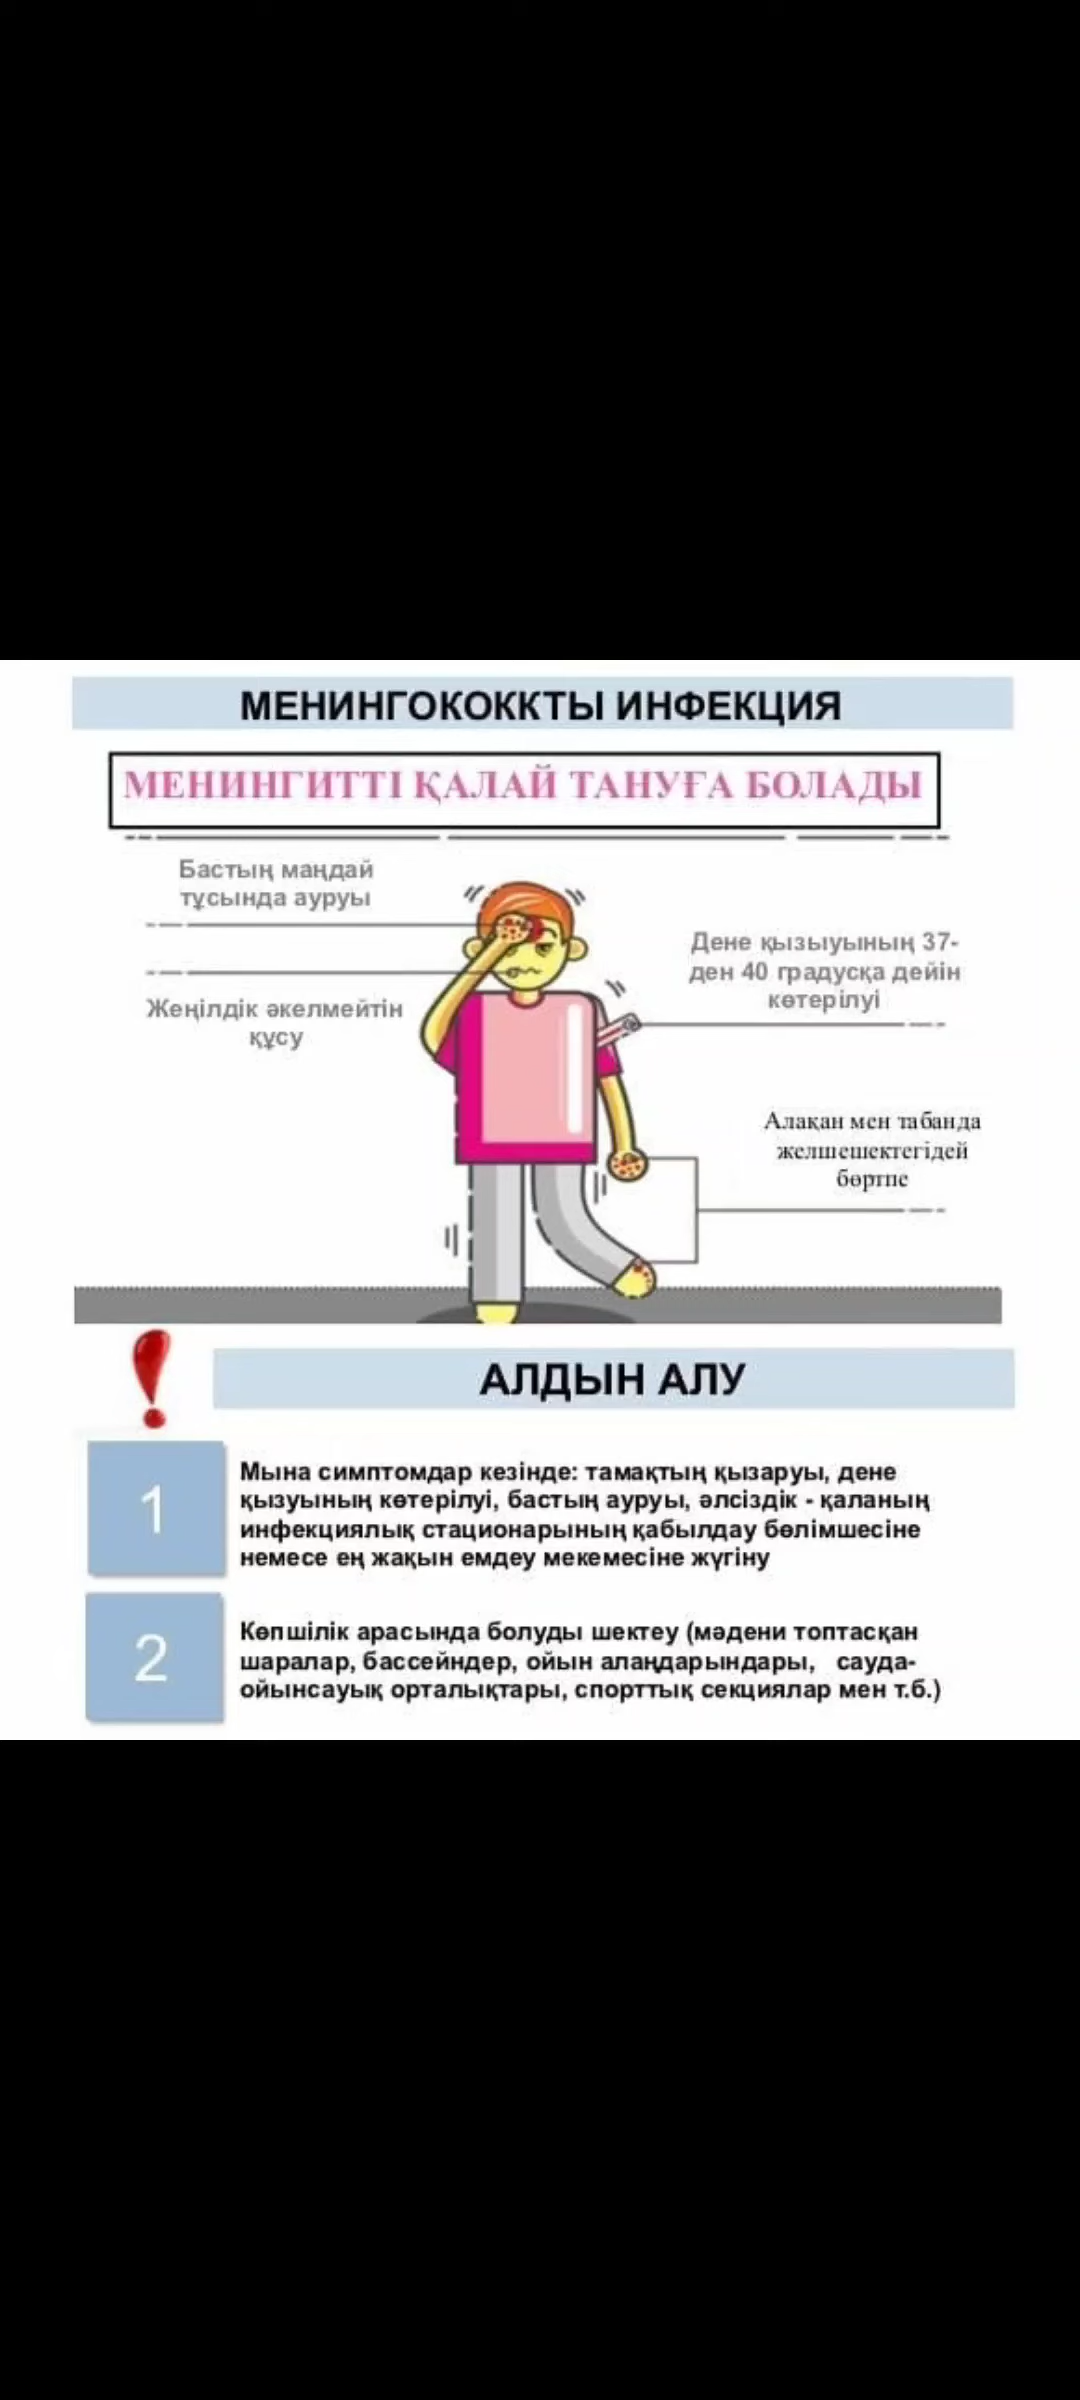 МЕНИНГОКОККТЫ ИНФЕКЦИЯ
МЕНИНГИТТІ ҚАЛАЙ ТАНУҒА БОЛАДЫ
Бастың маңдай
тұсында ауруы
Жеңілдік әкелмейтін
құсу
Дене қызыуының 37-
ден 40 градусқа дейін
көтерілуі
Алақан мен табанда
желшешектегідей
бөртпе
АЛДЫН АЛУ
1
Мына симптомдар кезінде: тамақтың қызаруы, дене
қызуының көтерілуі, бастың ауруы, әлсіздік - қаланың
инфекциялық стационарының қабылдау бөлімшесіне
немесе ең жақын емдеу мекемесіне жүгіну
2
Көпшілік арасында болуды шектеу (мәдени топтасқан
шаралар, бассейндер, ойын алаңдарындары, сауда-
ойынсауық орталықтары, спорттық секциялар мен т.б.)